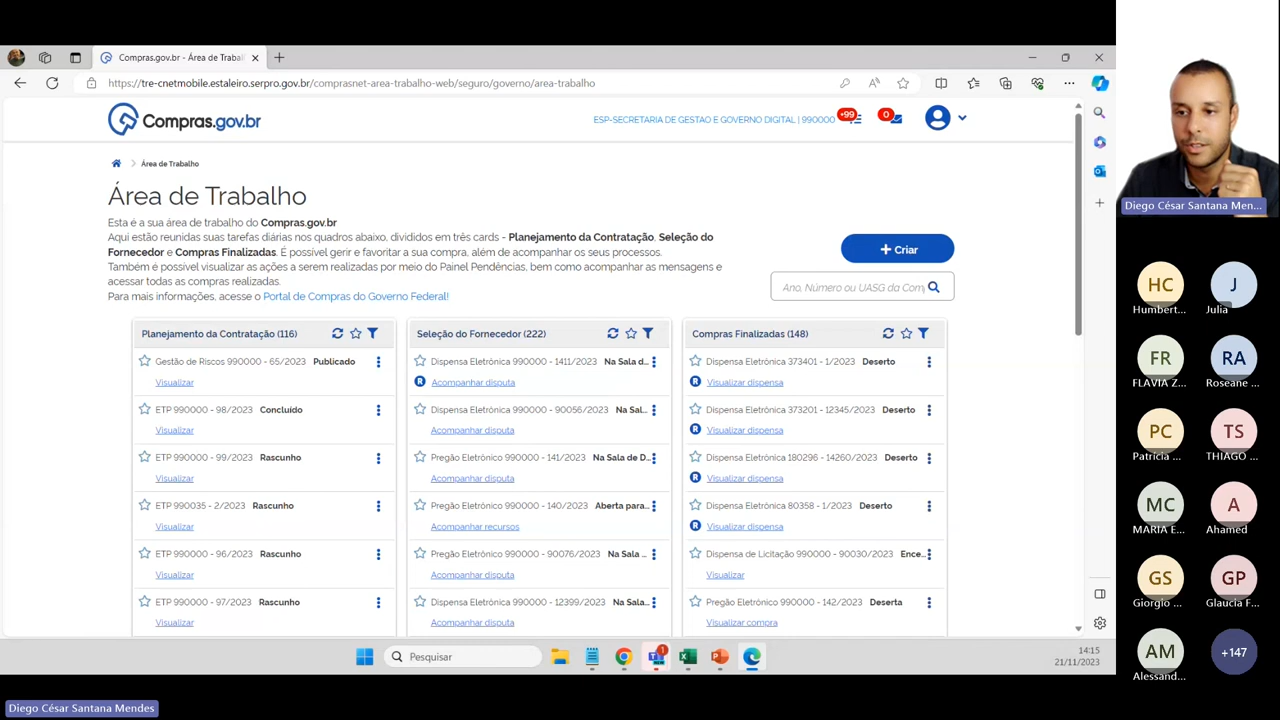 Compras.gov.br - Área de Trabal
https://tre-cnetmobile.estaleiro.serpro.gov.br/comprasnet-area-trabalho-web/seguro/governo/area-trabalho
Compras.gov.br
ESP-SECRETARIA DE GESTAO E GOVERNO DIGITAL | 990000
+99
0
Área de Trabalho
Área de Trabalho
Esta é a sua área de trabalho do Compras.gov.br
Aqui estão reunidas suas tarefas diárias nos quadros abaixo, divididos em três cards - Planejamento da Contratação, Seleção do
Fornecedor e Compras Finalizadas. É possível gerir e favoritar a sua compra, além de acompanhar os seus processos.
Também é possível visualizar as ações a serem realizadas por meio do Painel Pendências, bem como acompanhar as mensagens e
acessar todas as compras realizadas.
Para mais informações, acesse o Portal de Compras do Governo Federal!
+ Criar
Ano, Número ou UASG da Com
Planejamento da Contratação (116)
Gestão de Riscos 990000 - 65/2023 Publicado
Visualizar
ETP 990000 - 98/2023 Concluído
Visualizar
ETP 990000 - 99/2023 Rascunho
Visualizar
ETP 990035 - 2/2023 Rascunho
Visualizar
ETP 990000 - 96/2023 Rascunho
Visualizar
ETP 990000 - 97/2023 Rascunho
Visualizar
Seleção do Fornecedor (222)
Dispensa Eletrônica 990000 - 1411/2023 Na Sala d...
R Acompanhar disputa
Dispensa Eletrônica 990000 - 90056/2023 Na Sal...
Acompanhar disputa
Pregão Eletrônico 990000 - 141/2023 Na Sala de D...
Acompanhar disputa
Pregão Eletrônico 990000 - 140/2023 Aberta para...
Acompanhar recursos
Pregão Eletrônico 990000 - 90076/2023 Na Sala ...
Acompanhar disputa
Dispensa Eletrônica 990000 - 12399/2023 Na Sala...
Acompanhar disputa
Compras Finalizadas (148)
Dispensa Eletrônica 373401 - 1/2023 Deserto
R Visualizar dispensa
Dispensa Eletrônica 373201 - 12345/2023 Deserto
R Visualizar dispensa
Dispensa Eletrônica 180296 - 14260/2023 Deserto
R Visualizar dispensa
Dispensa Eletrônica 80358 - 1/2023 Deserto
R Visualizar dispensa
Dispensa de Licitação 990000 - 90030/2023 Ence...
Visualizar
Pregão Eletrônico 990000 - 142/2023 Deserta
Visualizar compra
Pesquisar
1
14:15
21/11/2023
Diego César Santana Mendes
Diego César Santana Men...
HC
Humbert...
J
Julia
FR
FLAVIA Z...
RA
Roseane ...
PC
Patricia ...
TS
THIAGO ...
MC
MARIA E...
A
Ahamed
GS
Giorgio ...
GP
Glaucia F...
AM
Alessand...
+147